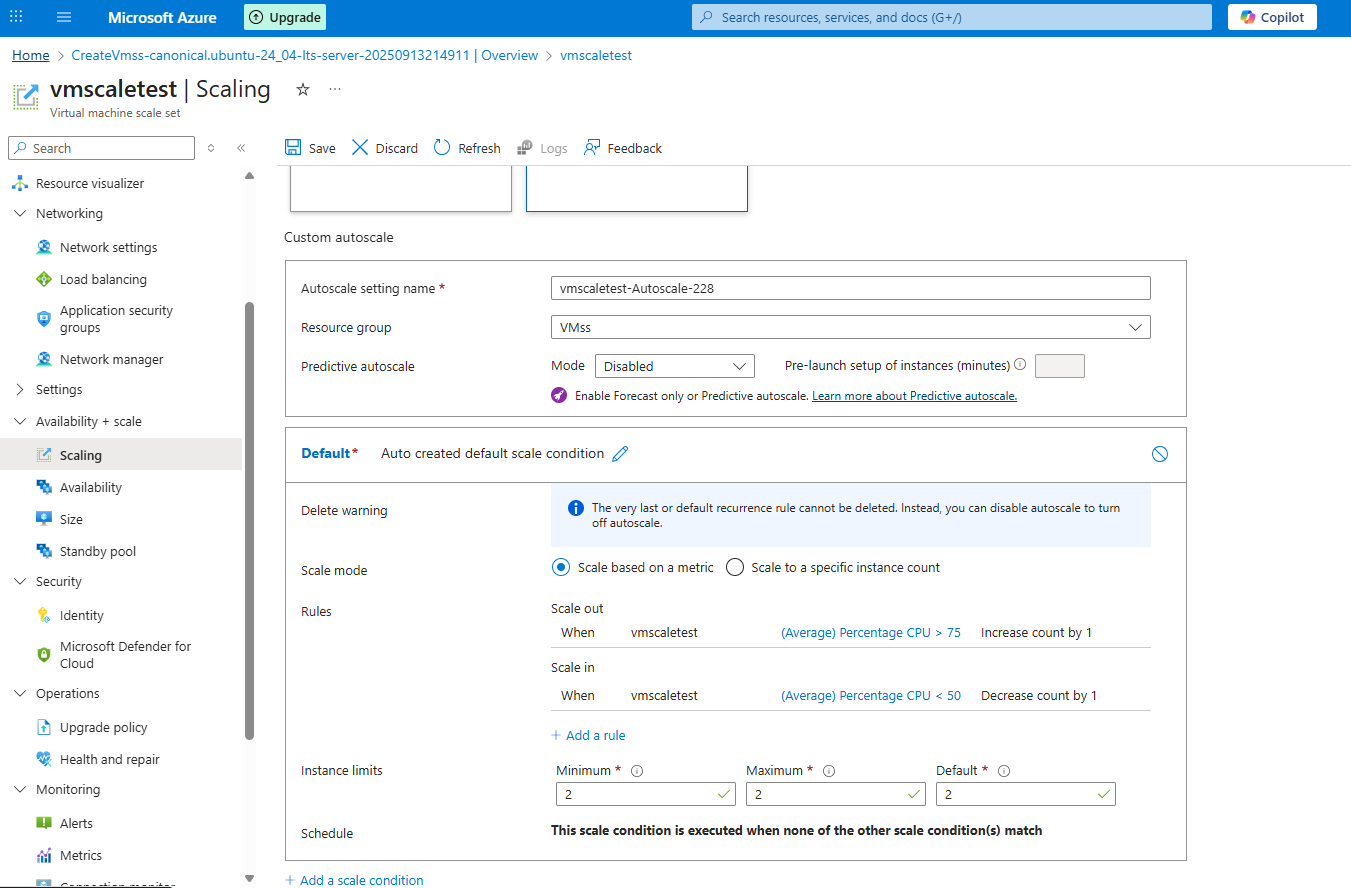 Microsoft Azure
Upgrade
Search resources, services, and docs (G+/)
Copilot
Home > CreateVmss-canonical.ubuntu-24_04-lts-server-20250913214911 | Overview > vmscaletest
vmscaletest | Scaling
Virtual machine scale set
Search
Save
Discard
Refresh
Logs
Feedback
Resource visualizer
Networking
Network settings
Load balancing
Application security
groups
Network manager
Settings
Availability + scale
Scaling
Availability
Size
Standby pool
Security
Identity
Microsoft Defender for
Cloud
Operations
Upgrade policy
Health and repair
Monitoring
Alerts
Metrics
Connection monitor
Custom autoscale
Autoscale setting name *
vmscaletest-Autoscale-228
Resource group
VMss
Predictive autoscale
Mode
Disabled
Pre-launch setup of instances (minutes)
Enable Forecast only or Predictive autoscale. Learn more about Predictive autoscale.
Default*
Auto created default scale condition
Delete warning
The very last or default recurrence rule cannot be deleted. Instead, you can disable autoscale to turn
off autoscale.
Scale mode
Scale based on a metric
Scale to a specific instance count
Rules
Scale out
When vmscaletest (Average) Percentage CPU > 75 Increase count by 1
Scale in
When vmscaletest (Average) Percentage CPU < 50 Decrease count by 1
+ Add a rule
Instance limits
Minimum *
Maximum *
Default *
2
2
2
Schedule
This scale condition is executed when none of the other scale condition(s) match
+ Add a scale condition